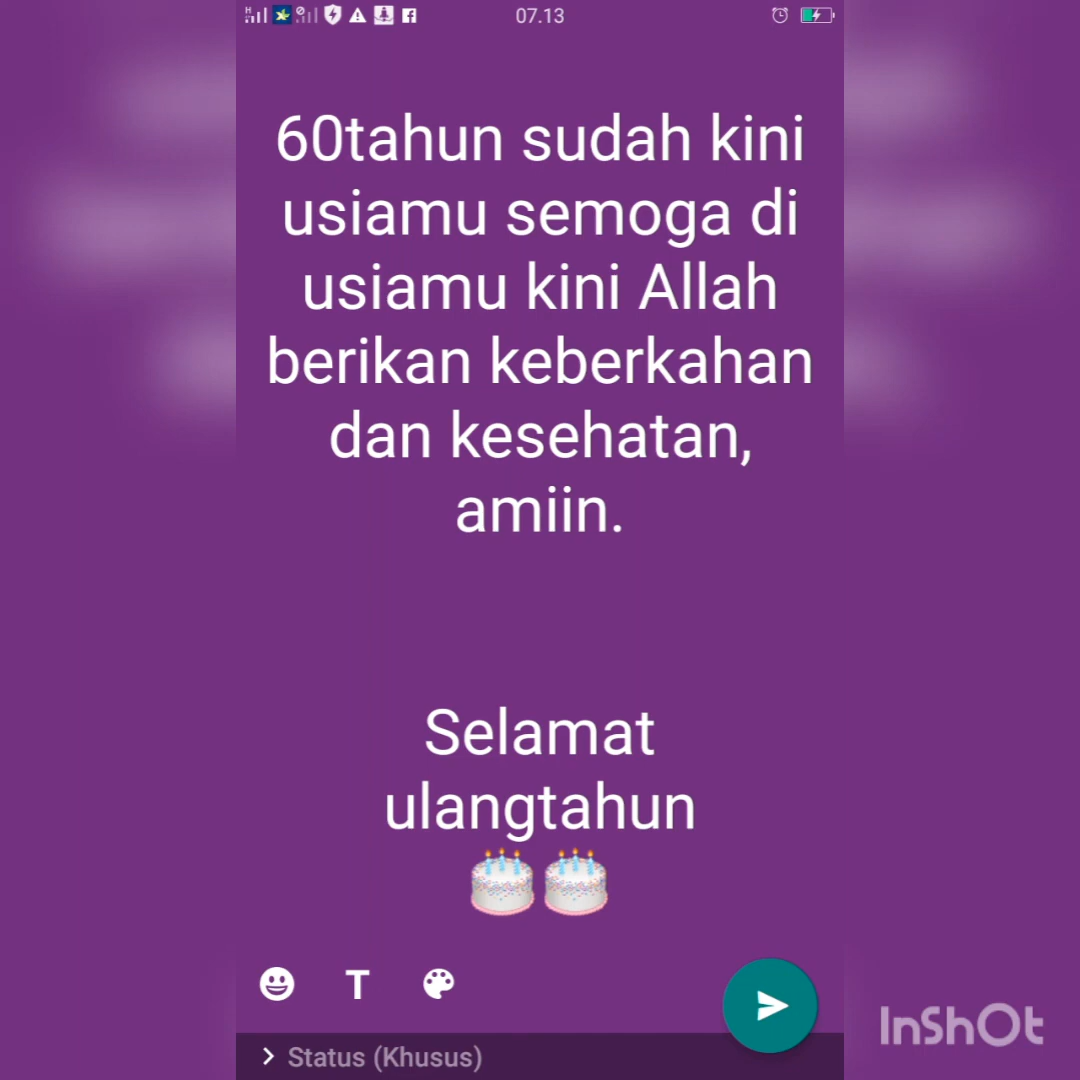 07.13
60tahun sudah kini
usiamu semoga di
usiamu kini Allah
berikan keberkahan
dan kesehatan,
amiin.
Selamat
ulangtahun
T
Status (Khusus)
InShOt